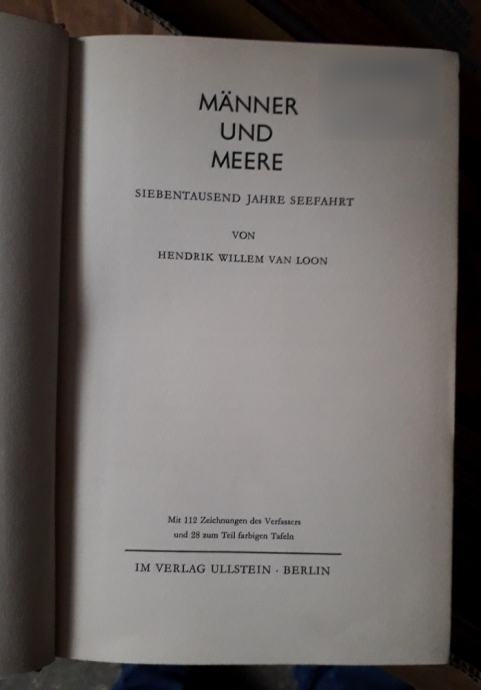 MÄNNER
UND
MEERE
SIEBENTAUSEND JAHRE SEEFAHRT
VON
HENDRIK WILLEM VAN LOON
Mit 112 Zeichnungen des Verfassers
und 28 zum Teil farbigen Tafeln
IM VERLAG ULLSTEIN · BERLIN